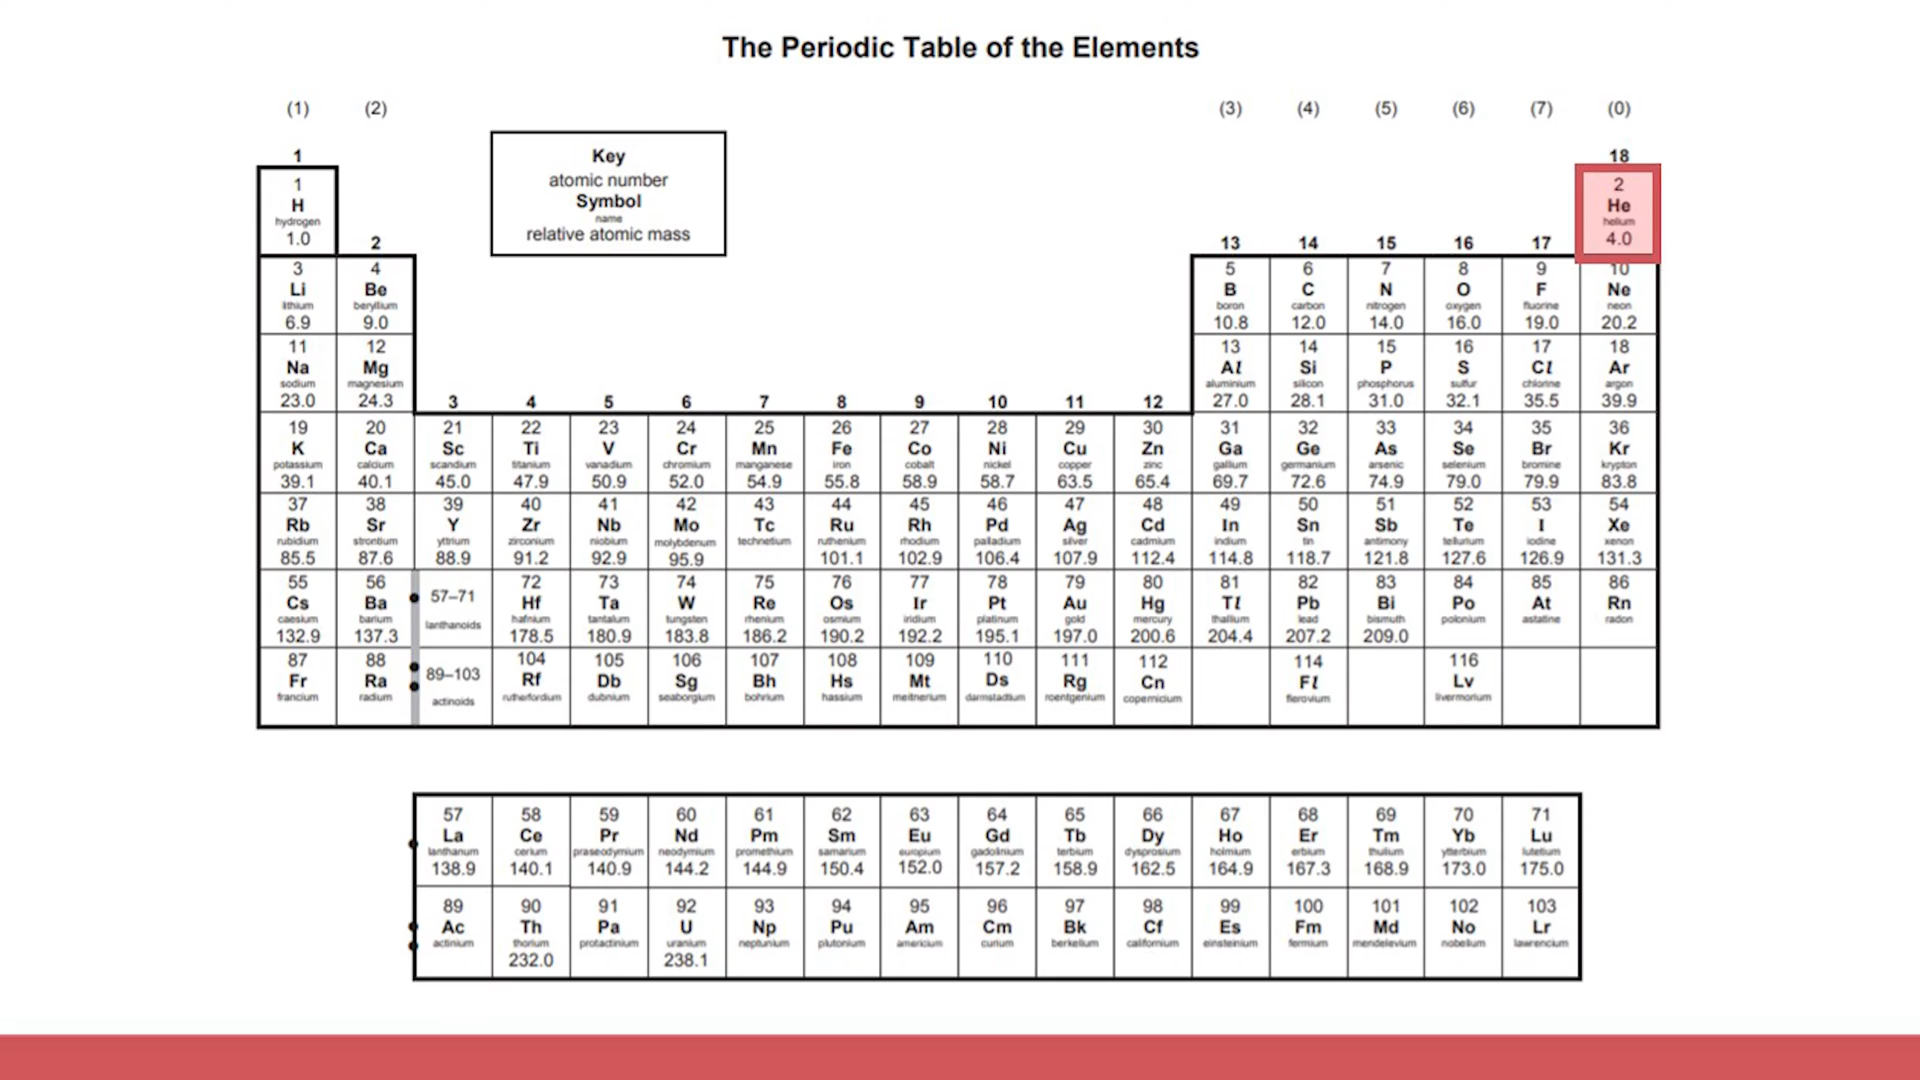 The Periodic Table of the Elements
(1) (2) (3) (4) (5) (6) (7) (0)
1 18
Key
atomic number
Symbol
name
relative atomic mass
1 2
H He
hydrogen helium
1.0 4.0
2 13 14 15 16 17
3 4 5 6 7 8 9 10
Li Be B C N O F Ne
lithium beryllium boron carbon nitrogen oxygen fluorine neon
6.9 9.0 10.8 12.0 14.0 16.0 19.0 20.2
11 12 13 14 15 16 17 18
Na Mg Al Si P S Cl Ar
sodium magnesium aluminium silicon phosphorus sulfur chlorine argon
23.0 24.3 27.0 28.1 31.0 32.1 35.5 39.9
3 4 5 6 7 8 9 10 11 12
19 20 21 22 23 24 25 26 27 28 29 30 31 32 33 34 35 36
K Ca Sc Ti V Cr Mn Fe Co Ni Cu Zn Ga Ge As Se Br Kr
potassium calcium scandium titanium vanadium chromium manganese iron cobalt nickel copper zinc gallium germanium arsenic selenium bromine krypton
39.1 40.1 45.0 47.9 50.9 52.0 54.9 55.8 58.9 58.7 63.5 65.4 69.7 72.6 74.9 79.0 79.9 83.8
37 38 39 40 41 42 43 44 45 46 47 48 49 50 51 52 53 54
Rb Sr Y Zr Nb Mo Tc Ru Rh Pd Ag Cd In Sn Sb Te I Xe
rubidium strontium yttrium zirconium niobium molybdenum technetium ruthenium rhodium palladium silver cadmium indium tin antimony tellurium iodine xenon
85.5 87.6 88.9 91.2 92.9 95.9 101.1 102.9 106.4 107.9 112.4 114.8 118.7 121.8 127.6 126.9 131.3
55 56 57–71 72 73 74 75 76 77 78 79 80 81 82 83 84 85 86
Cs Ba Hf Ta W Re Os Ir Pt Au Hg Tl Pb Bi Po At Rn
caesium barium lanthanoids hafnium tantalum tungsten rhenium osmium iridium platinum gold mercury thallium lead bismuth polonium astatine radon
132.9 137.3 178.5 180.9 183.8 186.2 190.2 192.2 195.1 197.0 200.6 204.4 207.2 209.0
87 88 89–103 104 105 106 107 108 109 110 111 112 114 116
Fr Ra Rf Db Sg Bh Hs Mt Ds Rg Cn Fl Lv
francium radium actinoids rutherfordium dubnium seaborgium bohrium hassium meitnerium darmstadtium roentgenium copernicium flerovium livermorium
57 58 59 60 61 62 63 64 65 66 67 68 69 70 71
La Ce Pr Nd Pm Sm Eu Gd Tb Dy Ho Er Tm Yb Lu
lanthanum cerium praseodymium neodymium promethium samarium europium gadolinium terbium dysprosium holmium erbium thulium ytterbium lutetium
138.9 140.1 140.9 144.2 144.9 150.4 152.0 157.2 158.9 162.5 164.9 167.3 168.9 173.0 175.0
89 90 91 92 93 94 95 96 97 98 99 100 101 102 103
Ac Th Pa U Np Pu Am Cm Bk Cf Es Fm Md No Lr
actinium thorium protactinium uranium neptunium plutonium americium curium berkelium californium einsteinium fermium mendelevium nobelium lawrencium
232.0 238.1